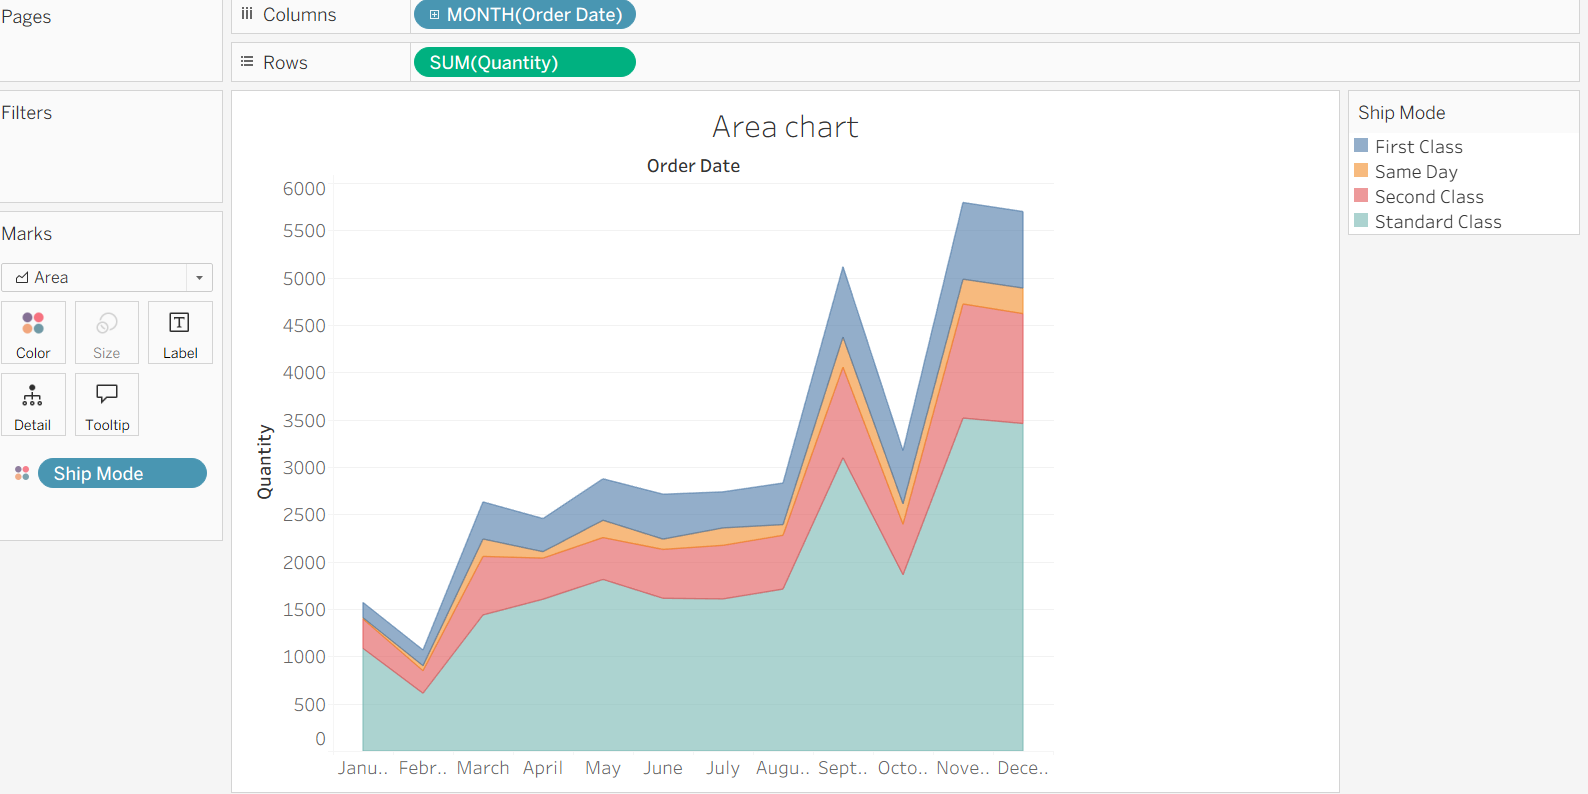 Pages
Columns
MONTH(Order Date)
Rows
SUM(Quantity)
Filters
Marks
Area
Color
Size
Label
Detail
Tooltip
Ship Mode
Area chart
Order Date
Quantity
6000
5500
5000
4500
4000
3500
3000
2500
2000
1500
1000
500
0
Janu.. Febr.. March April May June July Augu.. Sept.. Octo.. Nove.. Dece..
Ship Mode
First Class
Same Day
Second Class
Standard Class